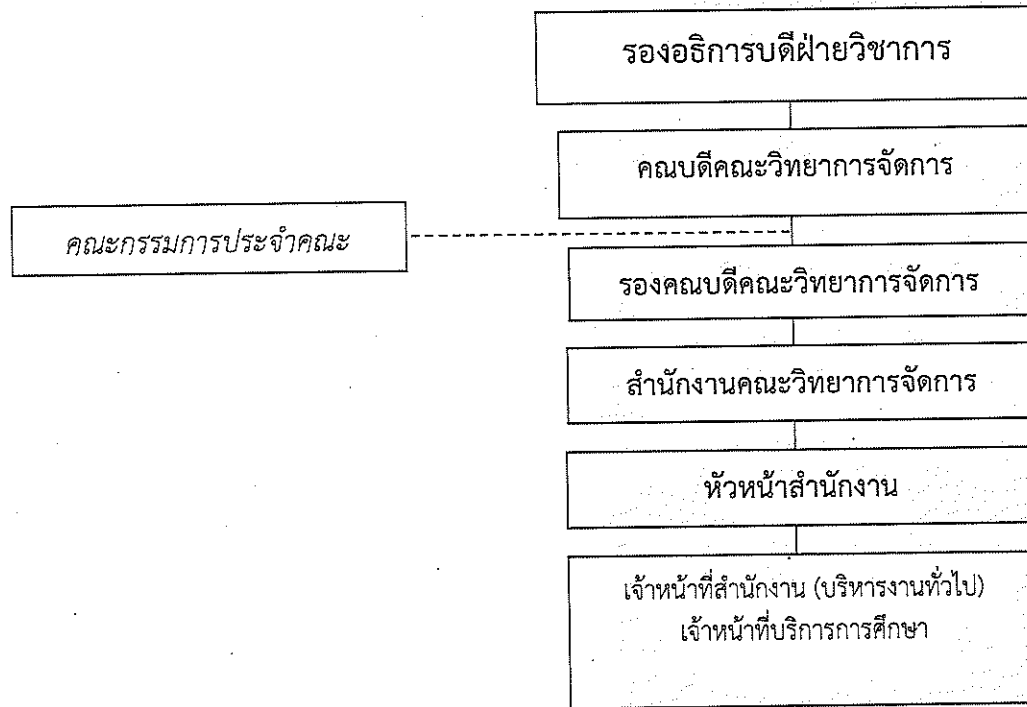 รองอธิการบดีฝ่ายวิชาการ
คณบดีคณะวิทยาการจัดการ
คณะกรรมการประจำคณะ
รองคณบดีคณะวิทยาการจัดการ
สำนักงานคณะวิทยาการจัดการ
หัวหน้าสำนักงาน
เจ้าหน้าที่สำนักงาน (บริหารงานทั่วไป)
เจ้าหน้าที่บริการการศึกษา